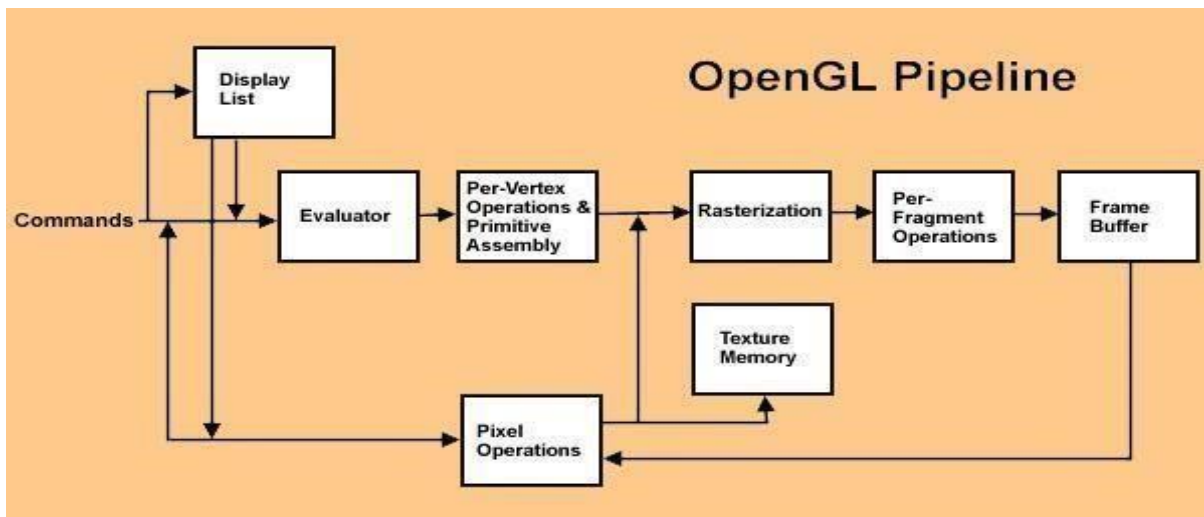 OpenGL Pipeline
Display
List
Commands
Evaluator
Per-Vertex
Operations &
Primitive
Assembly
Rasterization
Per-
Fragment
Operations
Frame
Buffer
Texture
Memory
Pixel
Operations